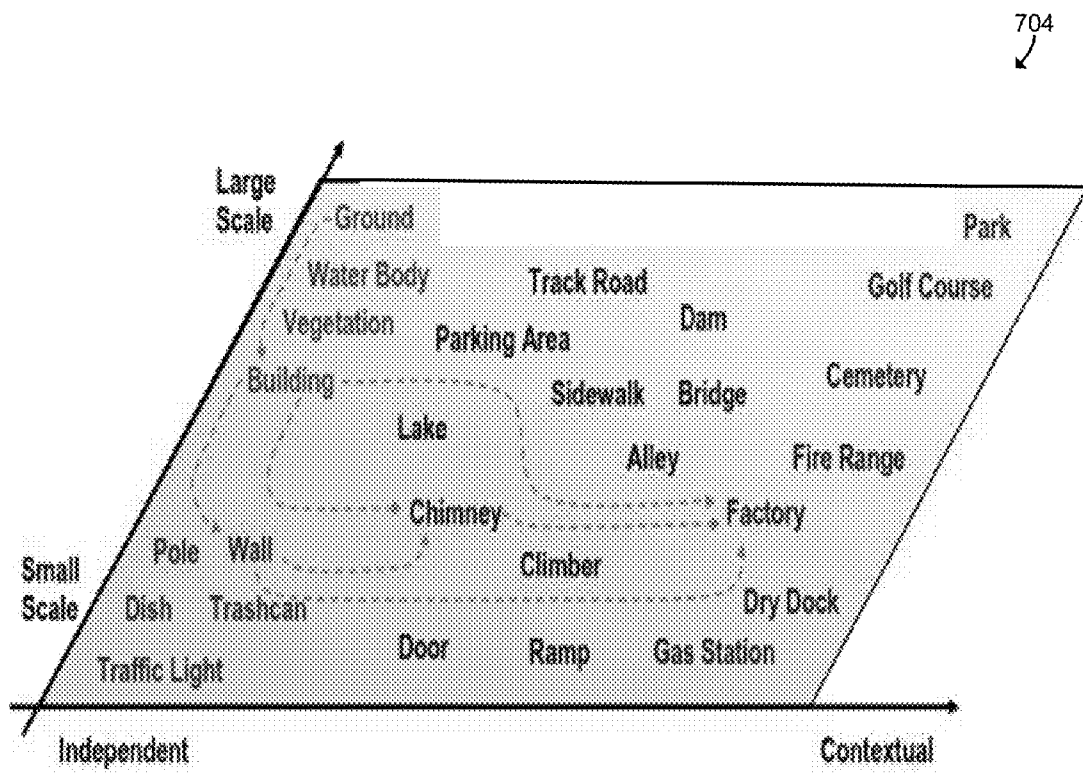 704
Large
Scale
Ground
Park
Water Body
Track Road
Golf Course
Vegetation
Dam
Parking Area
Building
Cemetery
Sidewalk
Bridge
Lake
Alley
Fire Range
Chimney
Factory
Pole
Wall
Climber
Small
Scale
Dish
Trashcan
Dry Dock
Door
Ramp
Gas Station
Traffic Light
Independent
Contextual